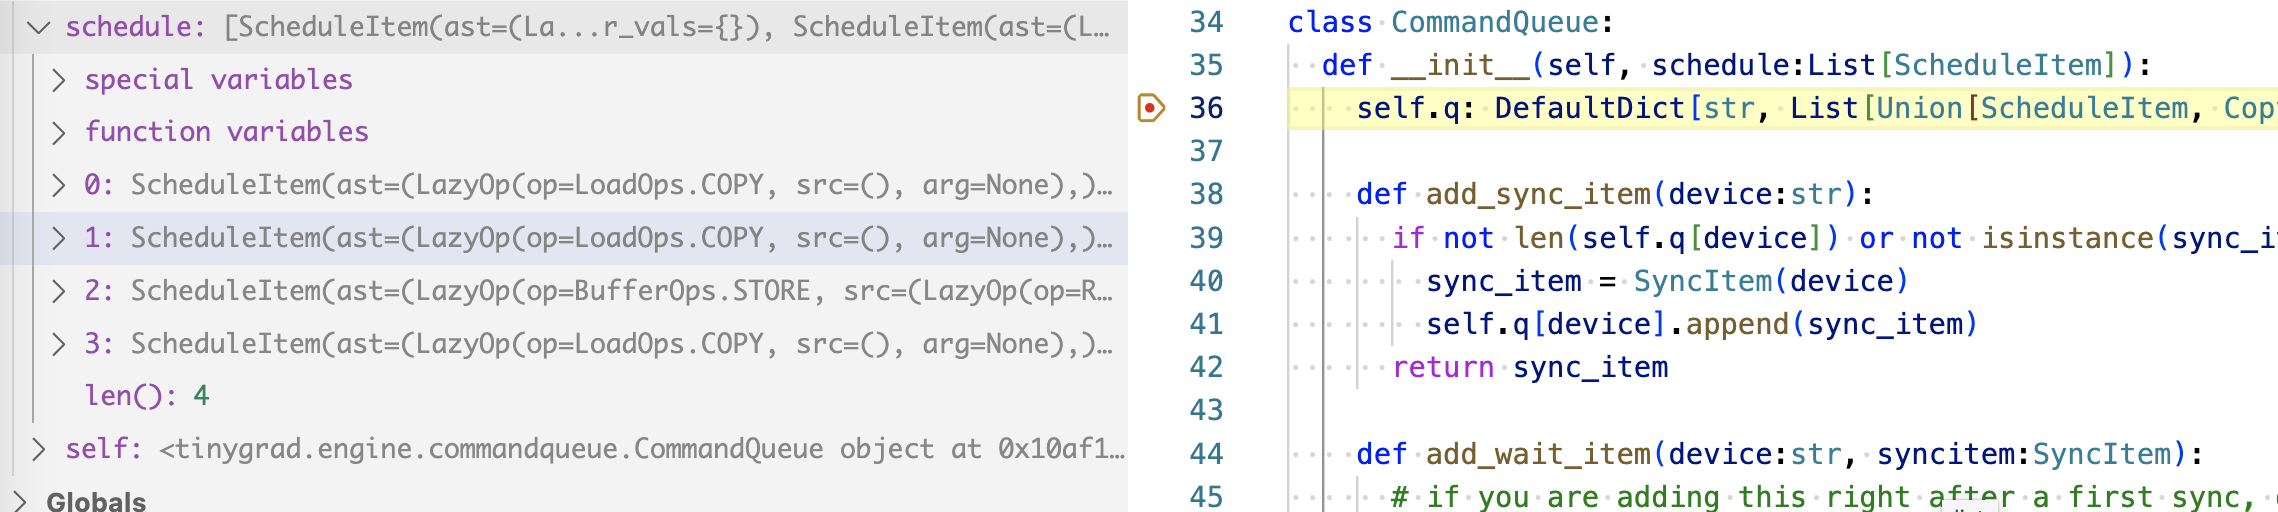 schedule: [ScheduleItem(ast=(La...r_vals={}), ScheduleItem(ast=(L…
special variables
function variables
0: ScheduleItem(ast=(LazyOp(op=LoadOps.COPY, src=(), arg=None),)…
1: ScheduleItem(ast=(LazyOp(op=LoadOps.COPY, src=(), arg=None),)…
2: ScheduleItem(ast=(LazyOp(op=BufferOps.STORE, src=(LazyOp(op=R…
3: ScheduleItem(ast=(LazyOp(op=LoadOps.COPY, src=(), arg=None),)…
len(): 4
self: <tinygrad.engine.commandqueue.CommandQueue object at 0x10af1…
Globals
34 class CommandQueue:
35 def __init__(self, schedule:List[ScheduleItem]):
36 self.q: DefaultDict[str, List[Union[ScheduleItem, Cop
37
38 def add_sync_item(device:str):
39 if not len(self.q[device]) or not isinstance(sync_i
40 sync_item = SyncItem(device)
41 self.q[device].append(sync_item)
42 return sync_item
43
44 def add_wait_item(device:str, syncitem:SyncItem):
45 # if you are adding this right after a first sync,